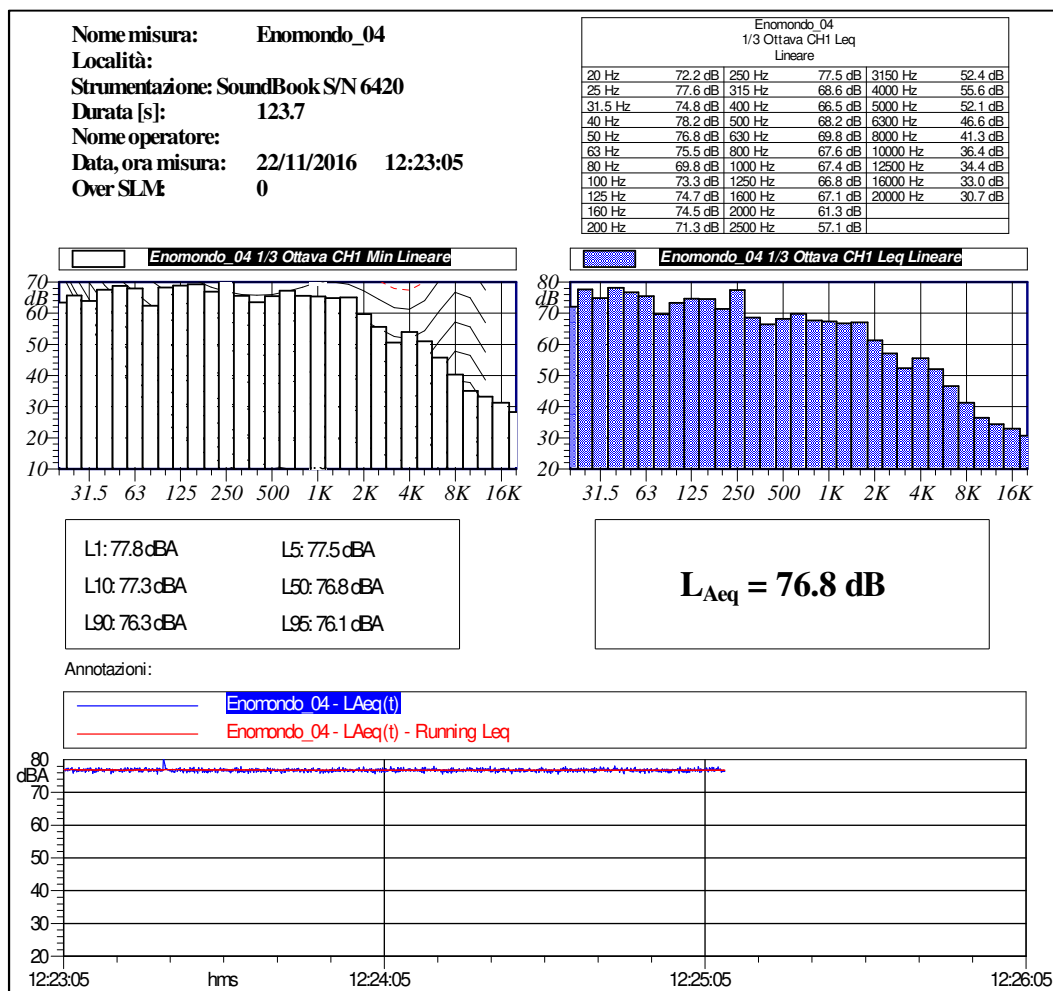 Nome misura: Enomondo_04
Località:
Strumentazione: SoundBook S/N 6420
Durata [s]: 123.7
Nome operatore:
Data, ora misura: 22/11/2016 12:23:05
Over SLM: 0
Enomondo_04
1/3 Ottava CH1 Leq
Lineare
20 Hz 72.2 dB 250 Hz 77.5 dB 3150 Hz 52.4 dB
25 Hz 77.6 dB 315 Hz 68.6 dB 4000 Hz 55.6 dB
31.5 Hz 74.8 dB 400 Hz 66.5 dB 5000 Hz 52.1 dB
40 Hz 78.2 dB 500 Hz 68.2 dB 6300 Hz 46.6 dB
50 Hz 76.8 dB 630 Hz 69.8 dB 8000 Hz 41.3 dB
63 Hz 75.5 dB 800 Hz 67.6 dB 10000 Hz 36.4 dB
80 Hz 69.8 dB 1000 Hz 67.4 dB 12500 Hz 34.4 dB
100 Hz 73.3 dB 1250 Hz 66.8 dB 16000 Hz 33.0 dB
125 Hz 74.7 dB 1600 Hz 67.1 dB 20000 Hz 30.7 dB
160 Hz 74.5 dB 2000 Hz 61.3 dB
200 Hz 71.3 dB 2500 Hz 57.1 dB
Enomondo_04 1/3 Ottava CH1 Min Lineare
70
dB
60
50
40
30
20
10
31.5 63 125 250 500 1K 2K 4K 8K 16K
Enomondo_04 1/3 Ottava CH1 Leq Lineare
80
dB
70
60
50
40
30
20
31.5 63 125 250 500 1K 2K 4K 8K 16K
L1: 77.8 dBA L5: 77.5 dBA
L10: 77.3 dBA L50: 76.8 dBA
L90: 76.3 dBA L95: 76.1 dBA
LAeq = 76.8 dB
Annotazioni:
Enomondo_04 - LAeq(t)
Enomondo_04 - LAeq(t) - Running Leq
80
dBA
70
60
50
40
30
20
12:23:05 hms 12:24:05 12:25:05 12:26:05